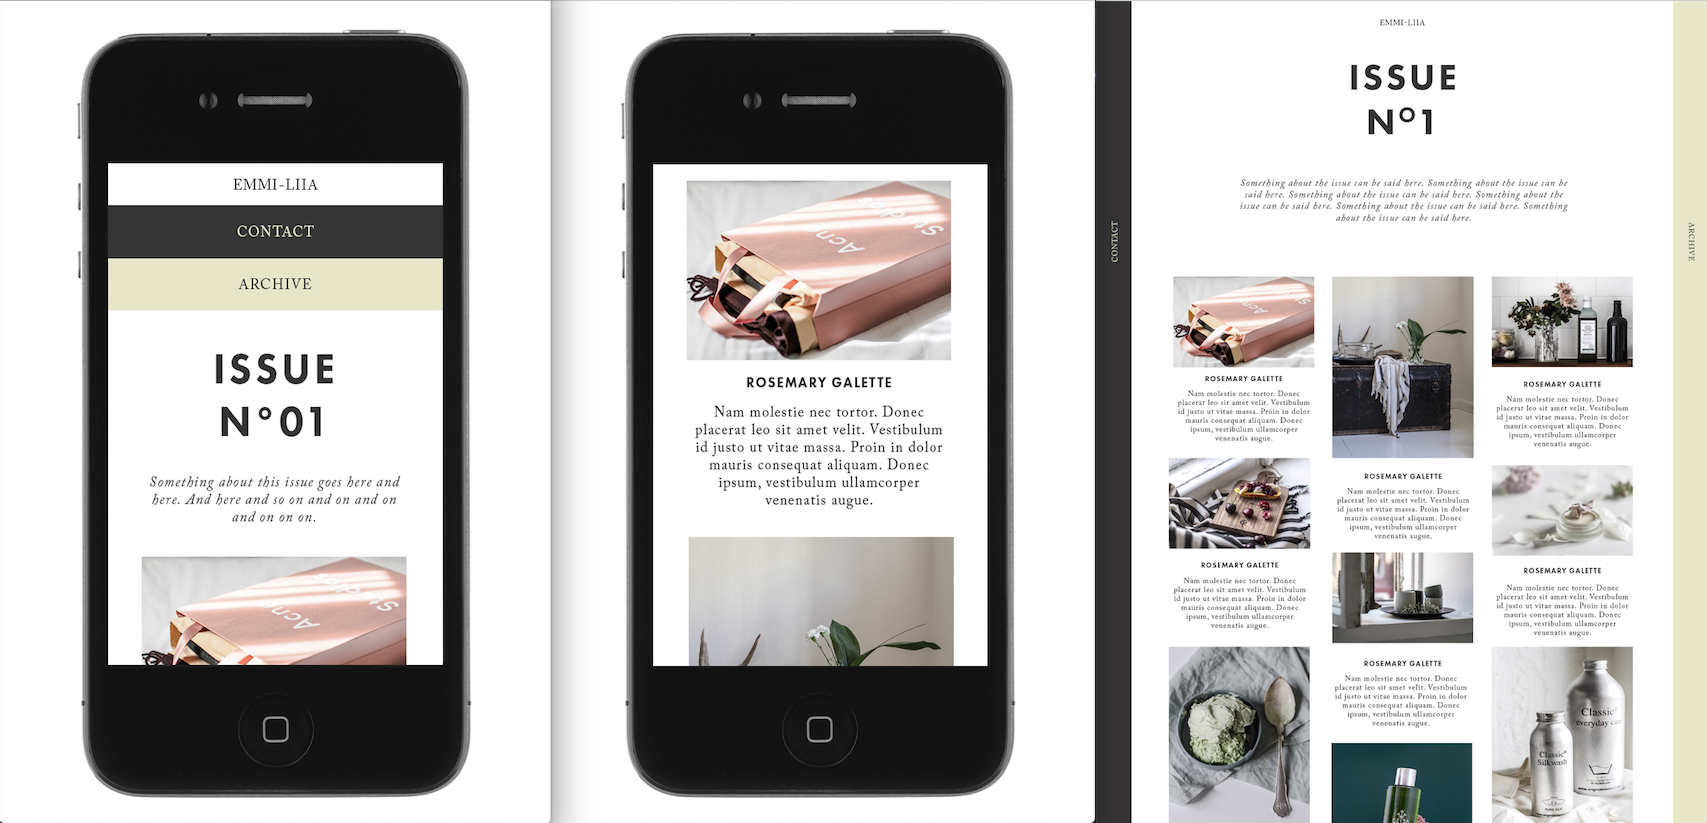 EMMI-LIIA
CONTACT
ARCHIVE
ISSUE
N°01
Something about this issue goes here and
here. And here and so on and on and on
and on on on.
Acne
Studios
Acne
Studios
ROSEMARY GALETTE
Nam molestie nec tortor. Donec
placerat leo sit amet velit. Vestibulum
id justo ut vitae massa. Proin in dolor
mauris consequat aliquam. Donec
ipsum, vestibulum ullamcorper
venenatis augue.
CONTACT
EMMI-LIIA
ISSUE
N°1
Something about the issue can be said here. Something about the issue can be
said here. Something about the issue can be said here. Something about the
issue can be said here. Something about the issue can be said here. Something
about the issue can be said here.
Acne
Studios
ROSEMARY GALETTE
Nam molestie nec tortor. Donec
placerat leo sit amet velit. Vestibulum
id justo ut vitae massa. Proin in dolor
mauris consequat aliquam. Donec
ipsum, vestibulum ullamcorper
venenatis augue.
ROSEMARY GALETTE
Nam molestie nec tortor. Donec
placerat leo sit amet velit. Vestibulum
id justo ut vitae massa. Proin in dolor
mauris consequat aliquam. Donec
ipsum, vestibulum ullamcorper
venenatis augue.
ROSEMARY GALETTE
Nam molestie nec tortor. Donec
placerat leo sit amet velit. Vestibulum
id justo ut vitae massa. Proin in dolor
mauris consequat aliquam. Donec
ipsum, vestibulum ullamcorper
venenatis augue.
ROSEMARY GALETTE
Nam molestie nec tortor. Donec
placerat leo sit amet velit. Vestibulum
id justo ut vitae massa. Proin in dolor
mauris consequat aliquam. Donec
ipsum, vestibulum ullamcorper
venenatis augue.
ROSEMARY GALETTE
Nam molestie nec tortor. Donec
placerat leo sit amet velit. Vestibulum
id justo ut vitae massa. Proin in dolor
mauris consequat aliquam. Donec
ipsum, vestibulum ullamcorper
venenatis augue.
ROSEMARY GALETTE
Nam molestie nec tortor. Donec
placerat leo sit amet velit. Vestibulum
id justo ut vitae massa. Proin in dolor
mauris consequat aliquam. Donec
ipsum, vestibulum ullamcorper
venenatis augue.
Classic®
everyday
Classic®
Silkwash
ARCHIVE